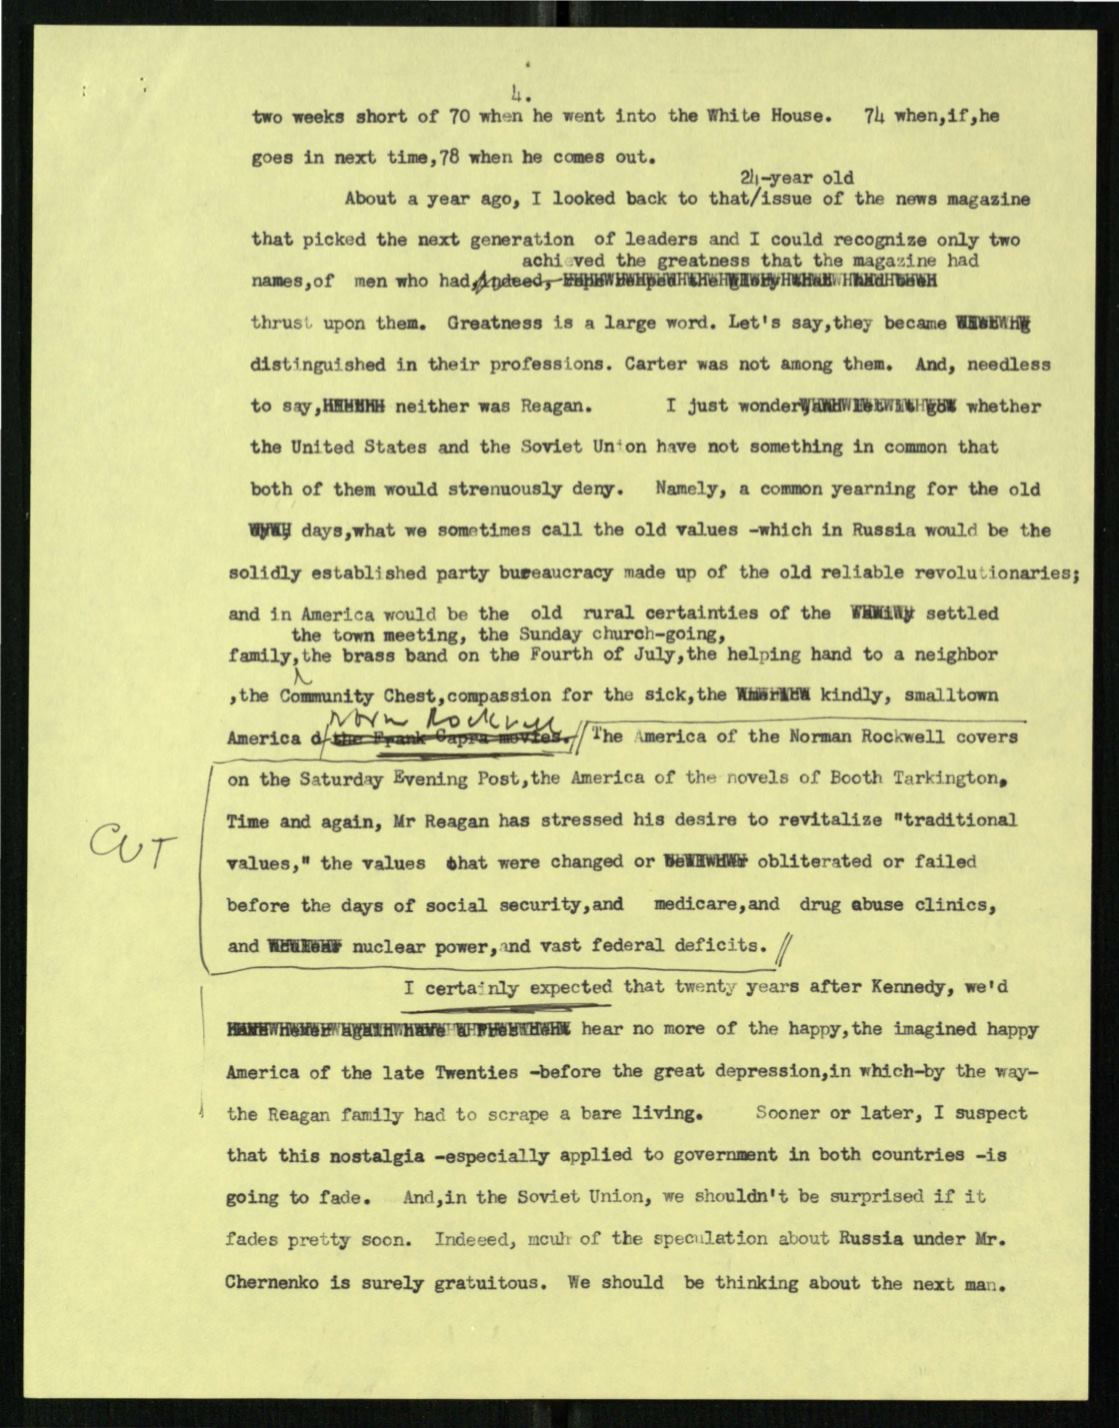 4.
two weeks short of 70 when he went into the White House. 74 when,if,he
goes in next time,78 when he comes out.
24-year old
About a year ago, I looked back to that/issue of the news magazine
that picked the next generation of leaders and I could recognize only two
achieved the greatness that the magazine had
names,of men who had, indeed,
thrust upon them. Greatness is a large word. Let's say,they became
distinguished in their professions. Carter was not among them. And, needless
to say, neither was Reagan. I just wonder whether
the United States and the Soviet Union have not something in common that
both of them would strenuously deny. Namely, a common yearning for the old
days,what we sometimes call the old values -which in Russia would be the
solidly established party bureaucracy made up of the old reliable revolutionaries;
and in America would be the old rural certainties of the settled
the town meeting, the Sunday church-going,
family,the brass band on the Fourth of July,the helping hand to a neighbor
,the Community Chest,compassion for the sick,the kindly, smalltown
Norm Rockwell
America of the Frank Capra movies.// The America of the Norman Rockwell covers
on the Saturday Evening Post,the America of the novels of Booth Tarkington.
Time and again, Mr Reagan has stressed his desire to revitalize "traditional
CUT
values," the values that were changed or obliterated or failed
before the days of social security,and medicare,and drug abuse clinics,
and nuclear power,and vast federal deficits. //
I certainly expected that twenty years after Kennedy, we'd
hear no more of the happy,the imagined happy
America of the late Twenties -before the great depression,in which-by the way-
the Reagan family had to scrape a bare living. Sooner or later, I suspect
that this nostalgia -especially applied to government in both countries -is
going to fade. And,in the Soviet Union, we shouldn't be surprised if it
fades pretty soon. Indeeed, mcuh of the speculation about Russia under Mr.
Chernenko is surely gratuitous. We should be thinking about the next man.